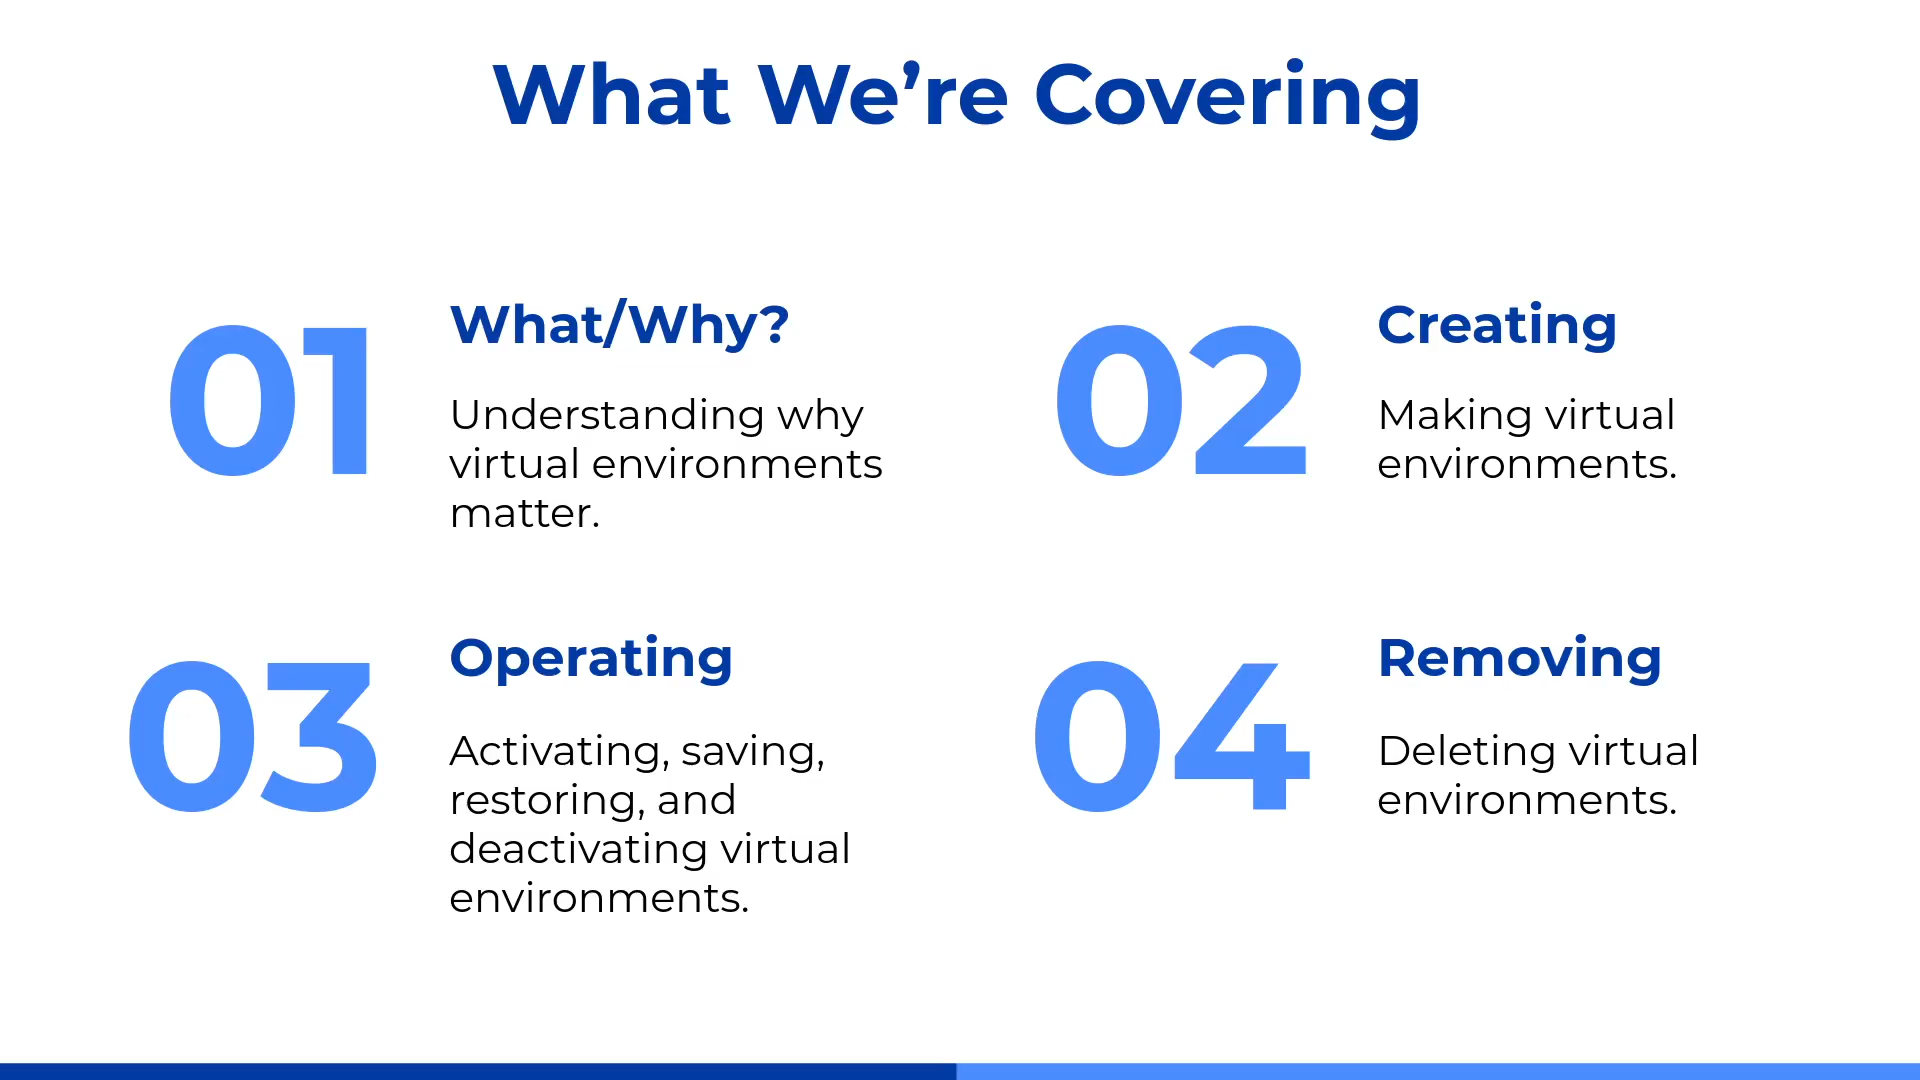 What We’re Covering
01
What/Why?
Understanding why
virtual environments
matter.
02
Creating
Making virtual
environments.
03
Operating
Activating, saving,
restoring, and
deactivating virtual
environments.
04
Removing
Deleting virtual
environments.